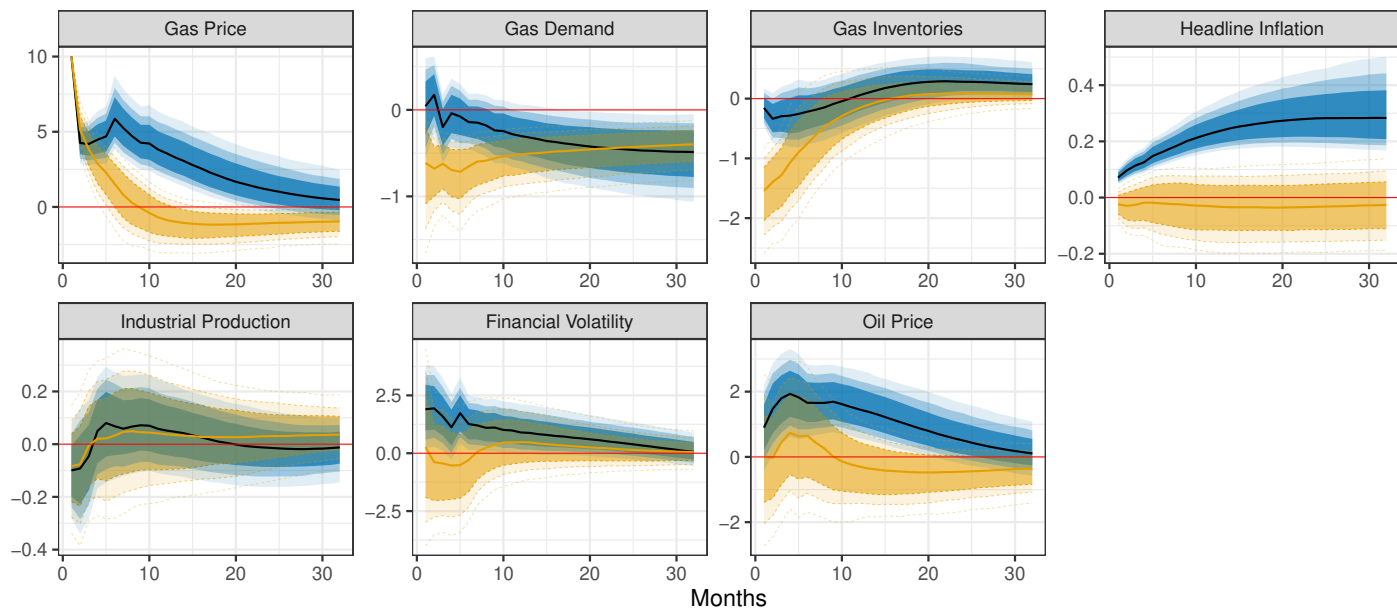 Gas Price
Gas Demand
Gas Inventories
Headline Inflation
10
5
0
0
−1
0
−1
−2
0.4
0.2
0.0
−0.2
0 10 20 30
0 10 20 30
0 10 20 30
0 10 20 30
Industrial Production
Financial Volatility
Oil Price
0.2
0.0
−0.2
−0.4
2.5
0.0
−2.5
2
0
−2
0 10 20 30
0 10 20 30
0 10 20 30
Months